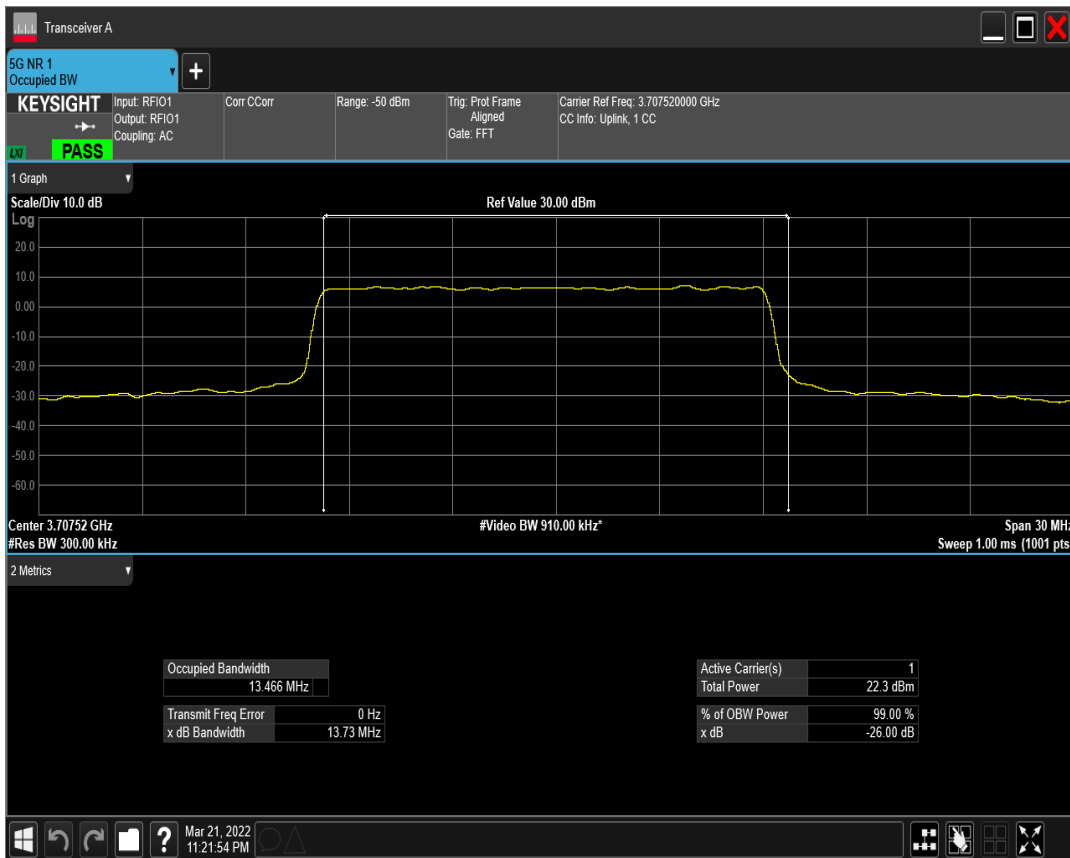 Transceiver A
5G NR 1
Occupied BW
KEYSIGHT
LXI
PASS
Input: RFIO1
Output: RFIO1
Coupling: AC
Corr CCorr
Range: -50 dBm
Trig: Prot Frame
Aligned
Gate: FFT
Carrier Ref Freq: 3.707520000 GHz
CC Info: Uplink, 1 CC
1 Graph
Scale/Div 10.0 dB
Ref Value 30.00 dBm
Log
20.0
10.0
0.00
-10.0
-20.0
-30.0
-40.0
-50.0
-60.0
Center 3.70752 GHz
#Video BW 910.00 kHz*
Span 30 MHz
#Res BW 300.00 kHz
Sweep 1.00 ms (1001 pts
2 Metrics
Occupied Bandwidth
13.466 MHz
Transmit Freq Error 0 Hz
x dB Bandwidth 13.73 MHz
Active Carrier(s) 1
Total Power 22.3 dBm
% of OBW Power 99.00 %
x dB -26.00 dB
?
Mar 21, 2022
11:21:54 PM